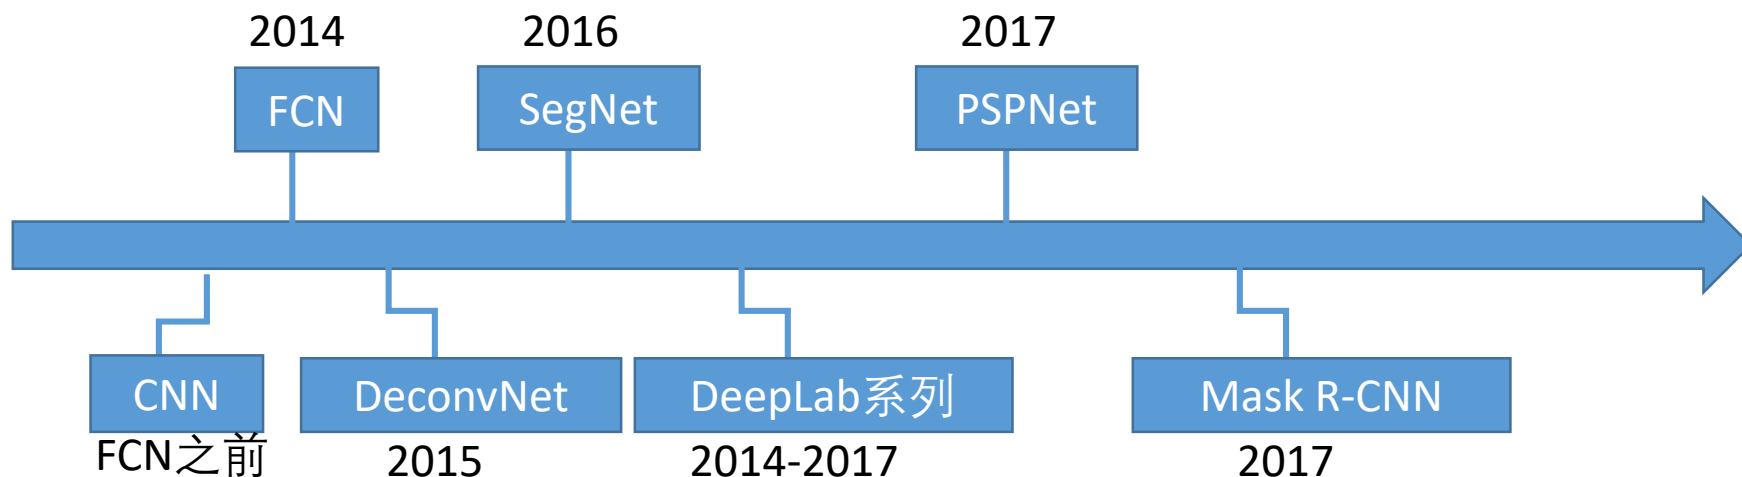 2014
2016
2017
FCN
SegNet
PSPNet
CNN
DeconvNet
DeepLab系列
Mask R-CNN
FCN之前
2015
2014-2017
2017